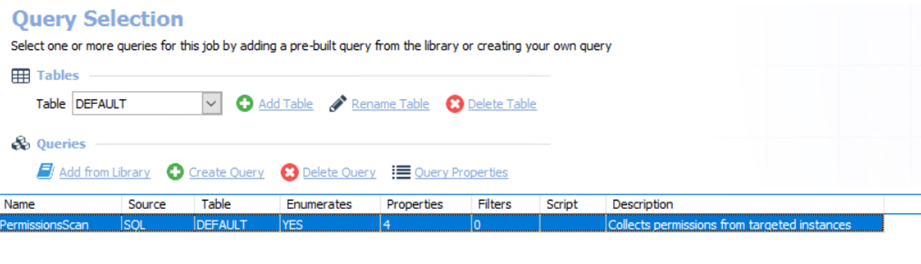 Query Selection
Select one or more queries for this job by adding a pre-built query from the library or creating your own query
Tables
Table DEFAULT Add Table Rename Table Delete Table
Queries
Add from Library Create Query Delete Query Query Properties
Name Source Table Enumerates Properties Filters Script Description
PermissionsScan SQL DEFAULT YES 4 0 Collects permissions from targeted instances